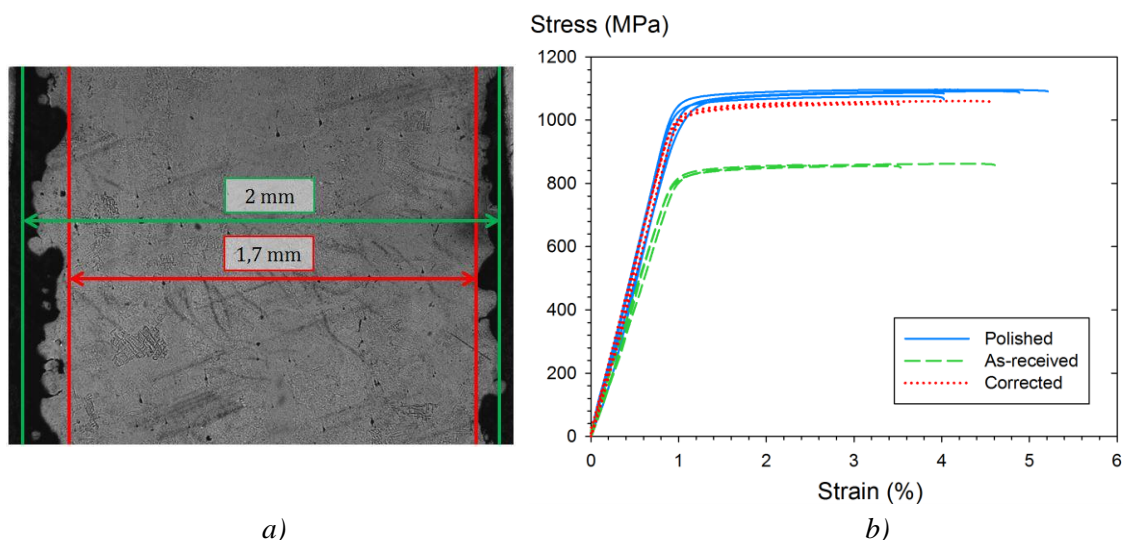 2 mm
1,7 mm
a)
Stress (MPa)
1200
1000
800
600
400
200
0
Polished
As-received
Corrected
0 1 2 3 4 5 6
Strain (%)
b)